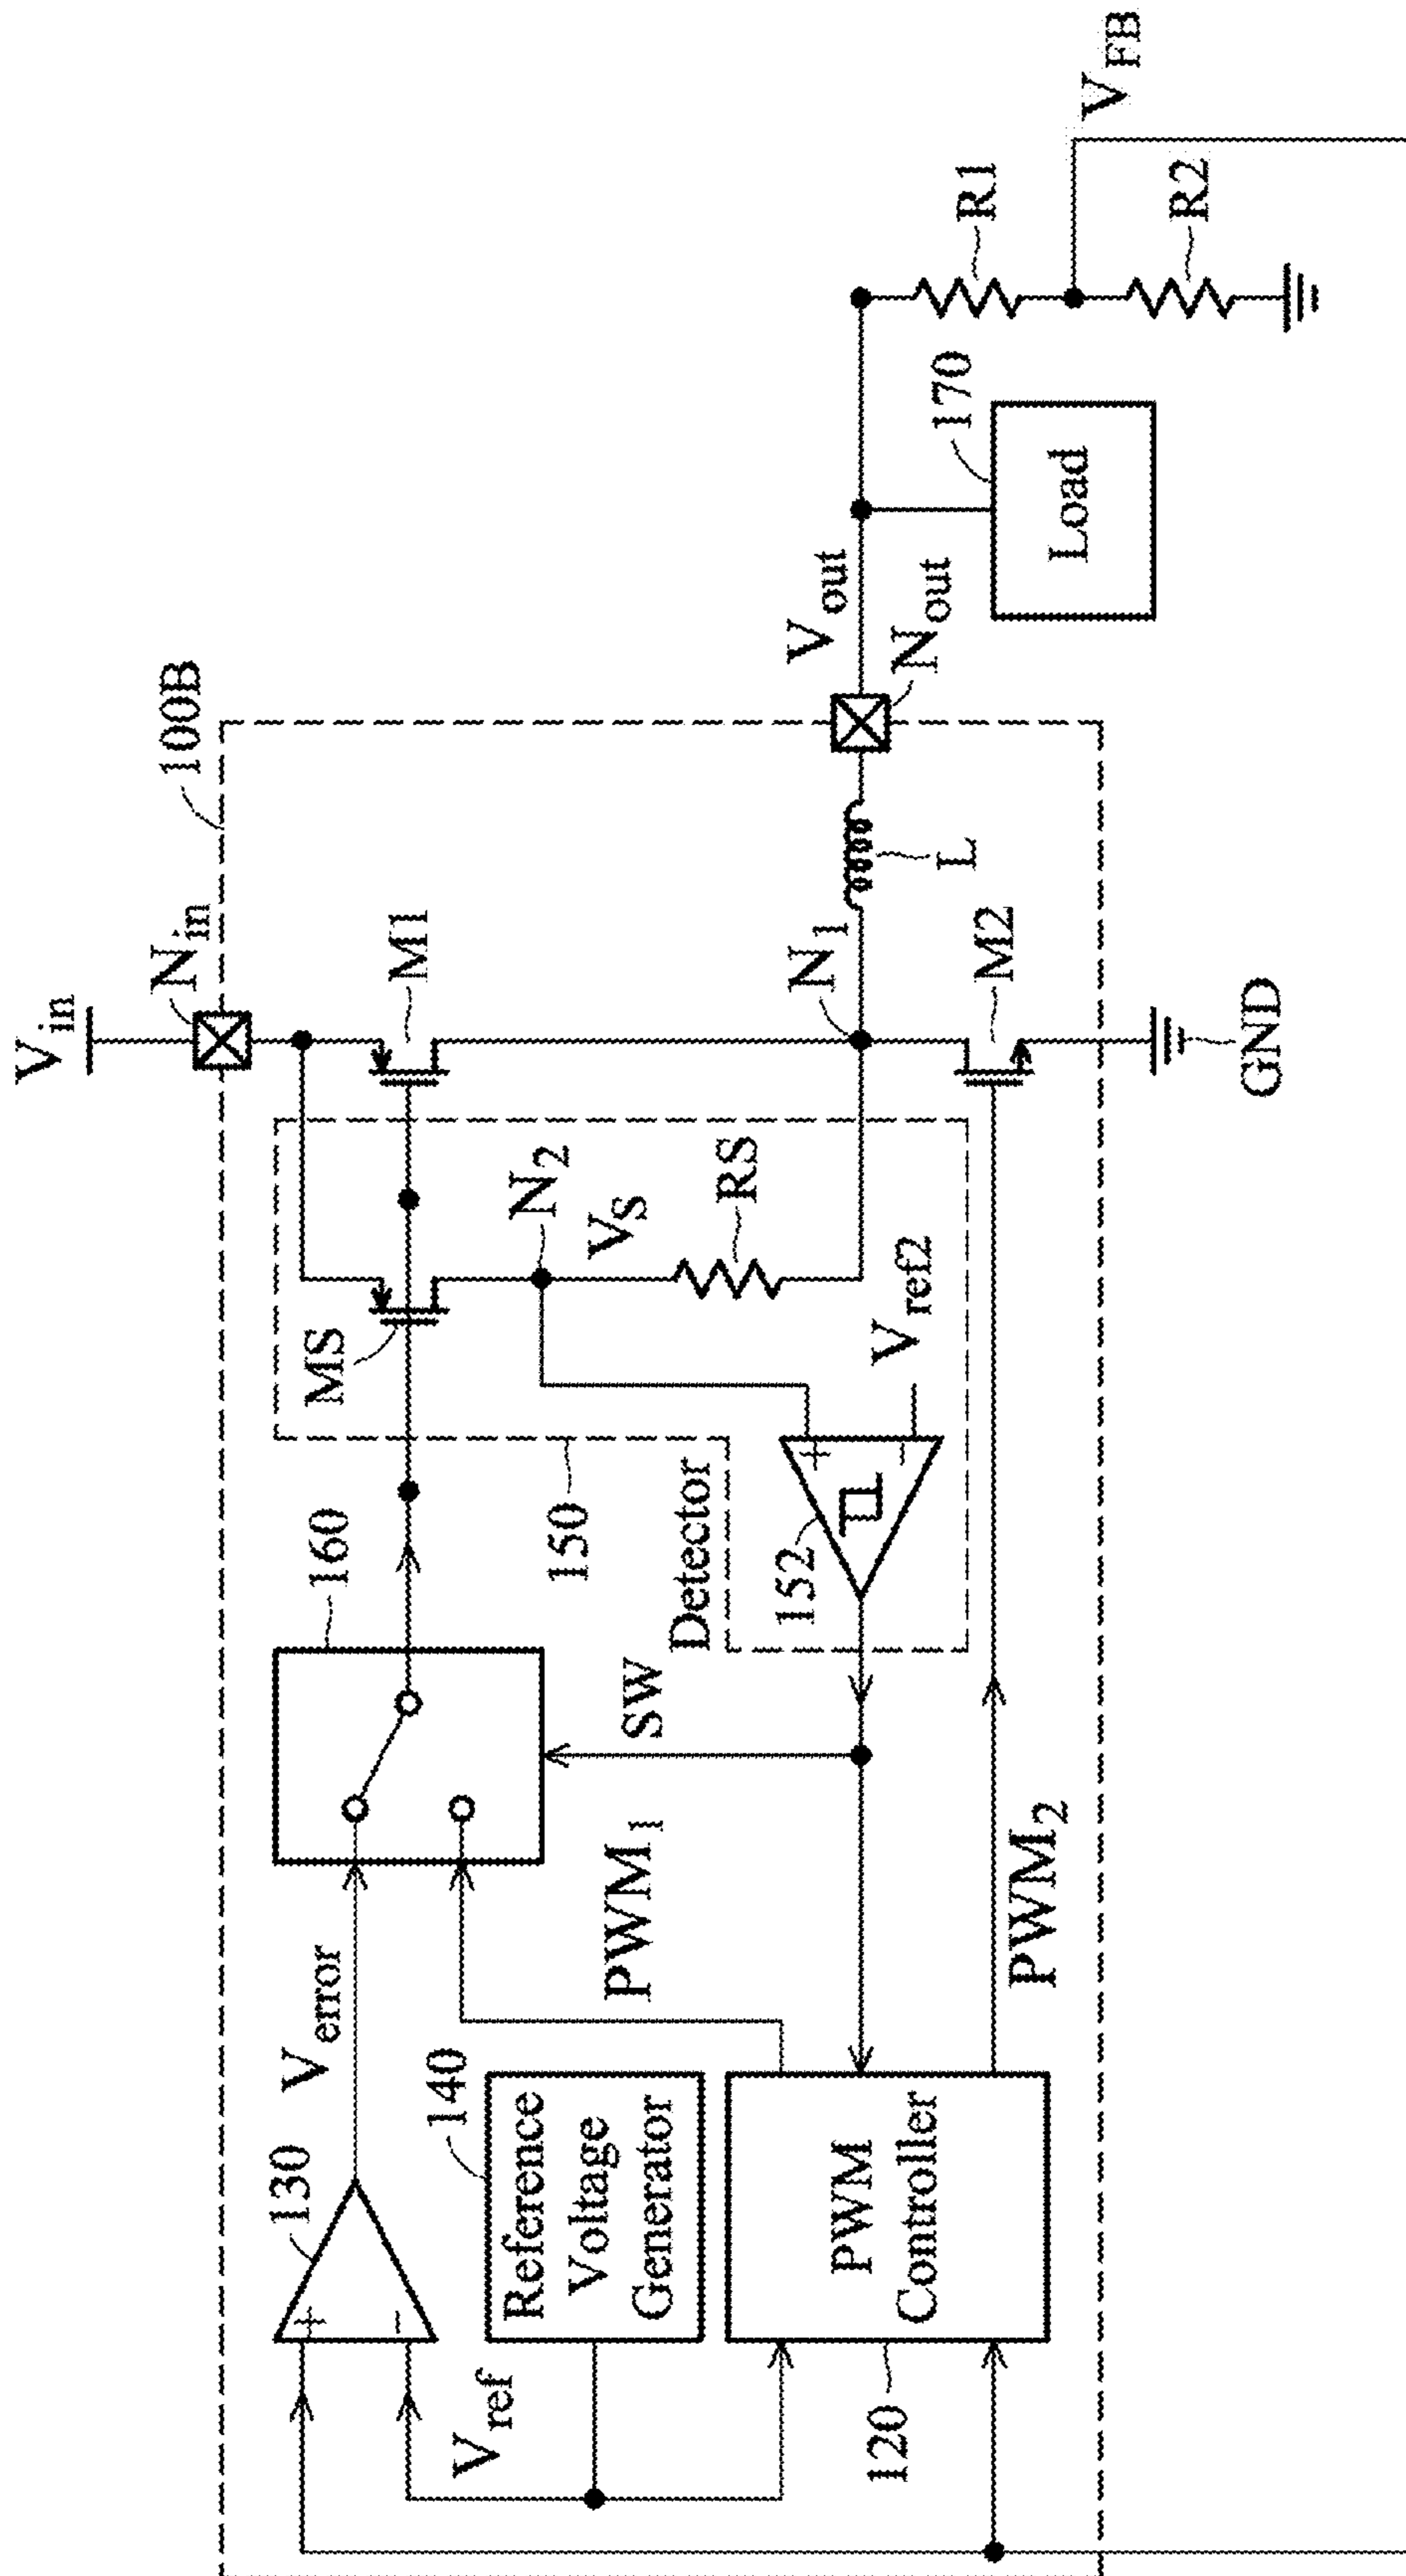 V_in
N_in
100B
130
V_error
160
MS
M1
140
Reference
Voltage
Generator
V_ref
PWM_1
SW
150
Detector
N_2
V_S
RS
152
V_ref2
+
−
+
−
N_1
L
V_out
N_out
170
Load
R1
V_FB
R2
PWM
Controller
120
PWM_2
M2
GND